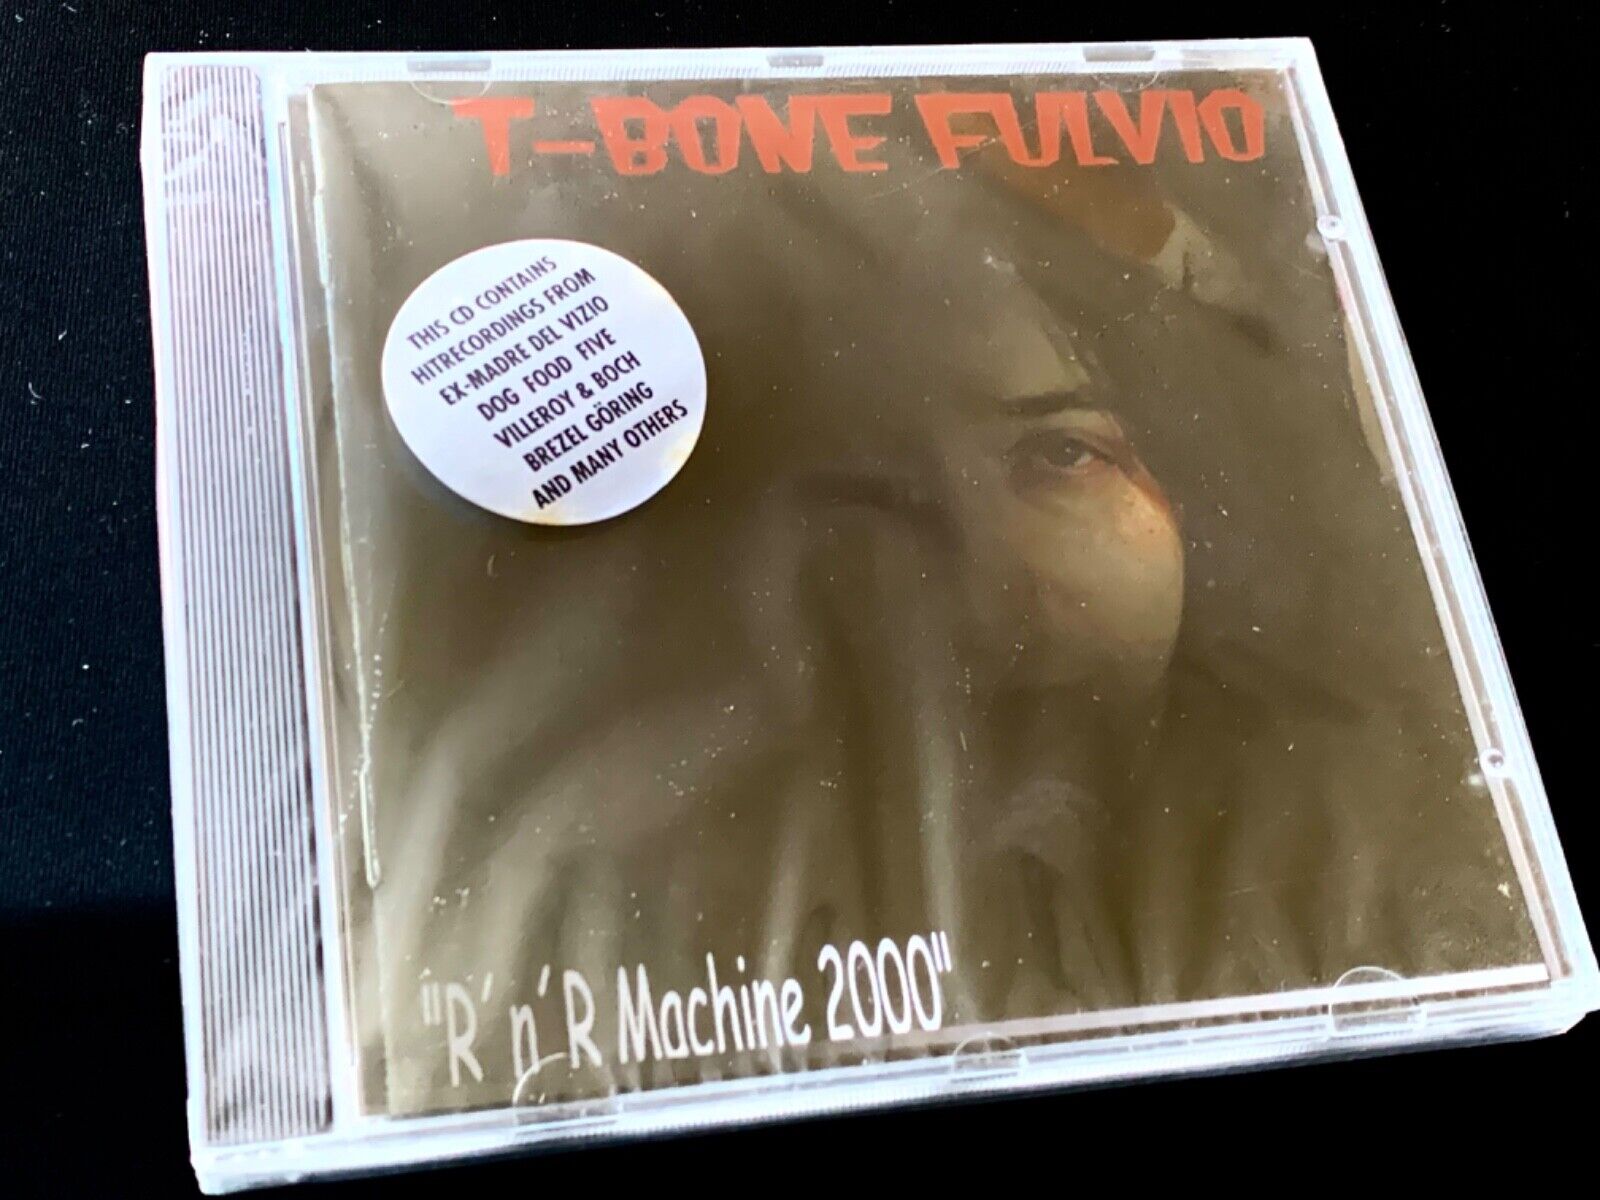 T-BONE FULVIO
THIS CD CONTAINS
HITRECORDINGS FROM
EX-MADRE DEL VIZIO
DOG FOOD FIVE
VILLEROY & BOCH
BREZEL GÖRING
AND MANY OTHERS
"R´n´R Machine 2000"